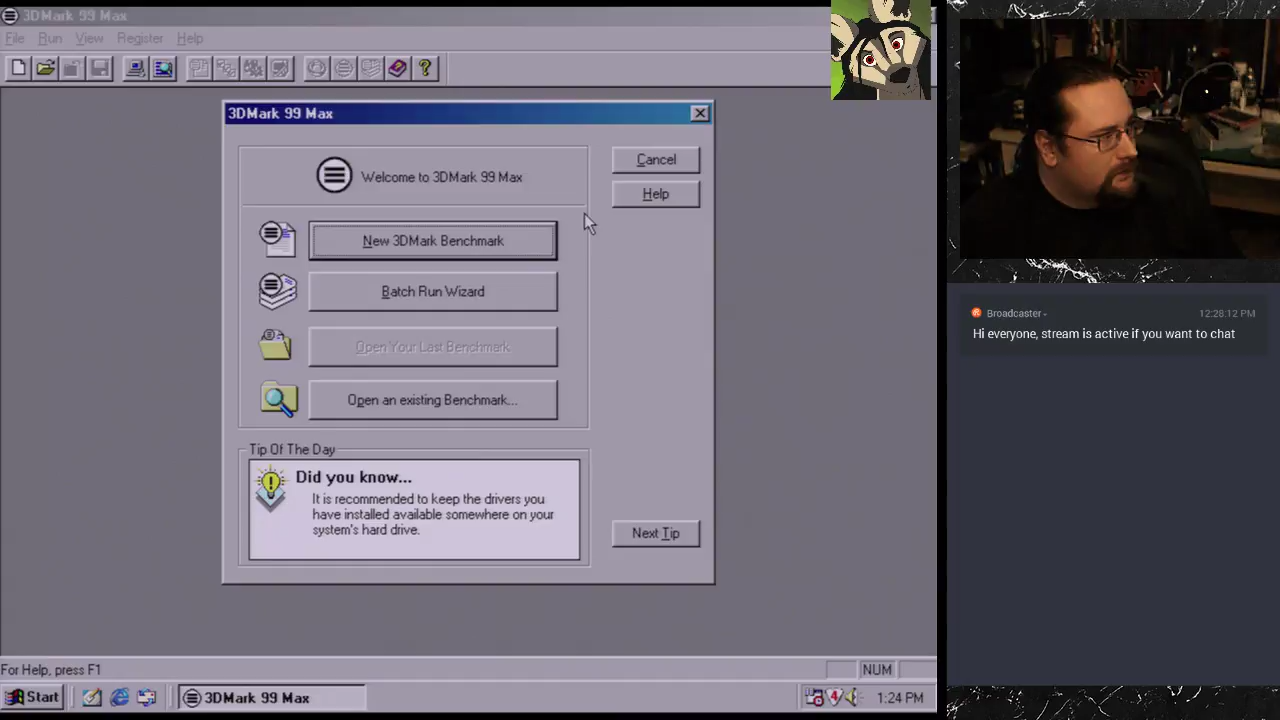 3DMark 99 Max
File Run View Register Help
3DMark 99 Max
Welcome to 3DMark 99 Max
Cancel
Help
New 3DMark Benchmark
Batch Run Wizard
Open Your Last Benchmark
Open an existing Benchmark...
Tip Of The Day
Did you know...
It is recommended to keep the drivers you
have installed available somewhere on your
system's hard drive.
Next Tip
For Help, press F1
NUM
Start
3DMark 99 Max
4
1:24 PM
Broadcaster
12:28:12 PM
Hi everyone, stream is active if you want to chat